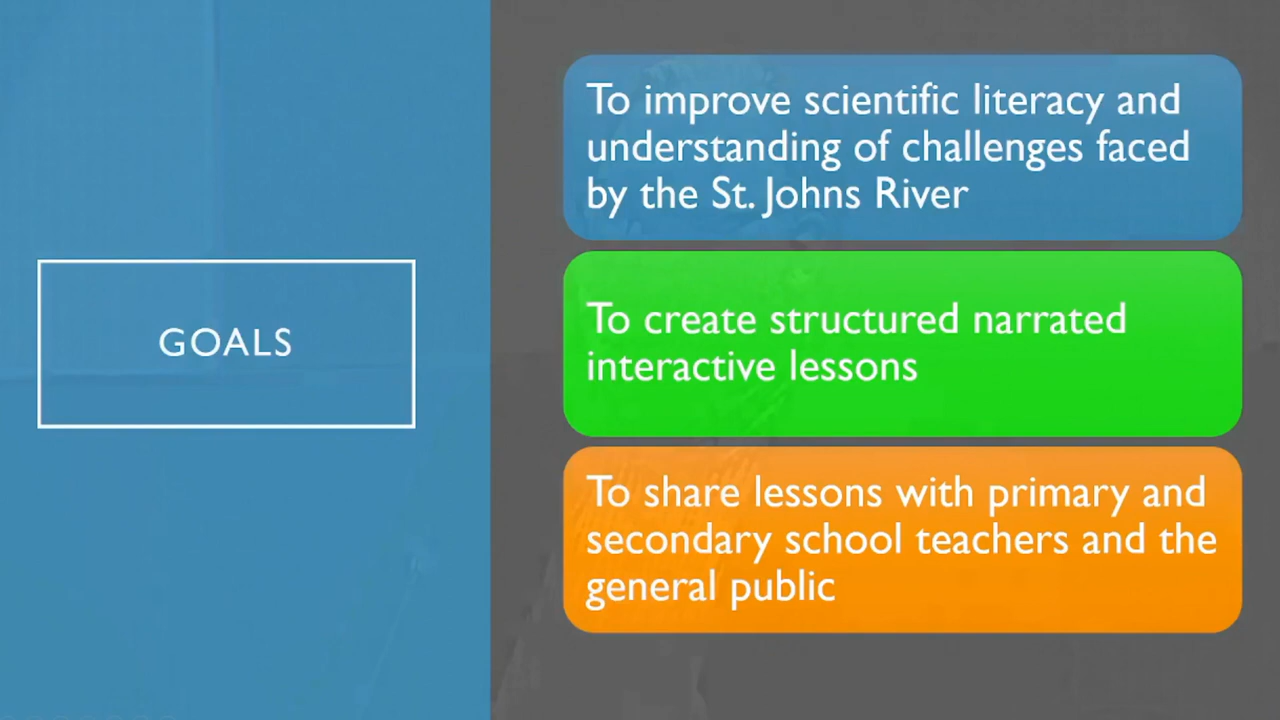 GOALS
To improve scientific literacy and
understanding of challenges faced
by the St. Johns River
To create structured narrated
interactive lessons
To share lessons with primary and
secondary school teachers and the
general public